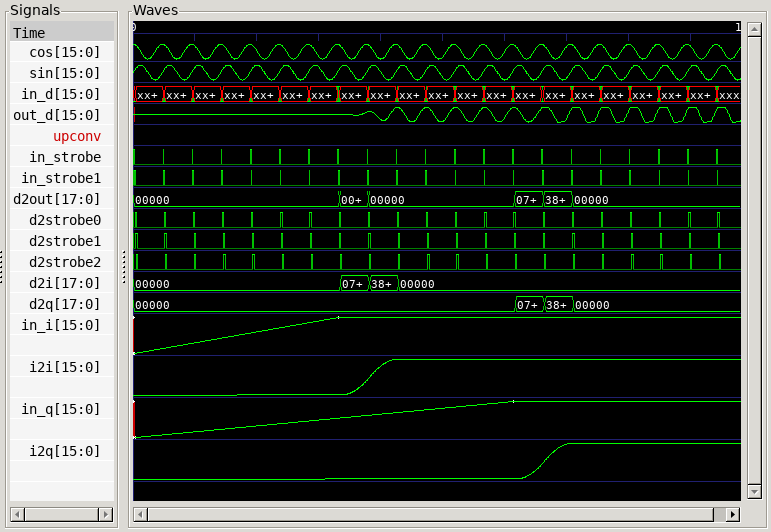 Signals
Waves
Time
0
1
cos[15:0]
sin[15:0]
in_d[15:0]
xx+ xx+ xx+ xx+ xx+ xx+ xx+ xx+ xx+ xx+ xx+ xx+ xx+ xx+ xx+ xx+ xx+ xx+ xx+ xx+ xxx
out_d[15:0]
upconv
in_strobe
in_strobe1
d2out[17:0]
00000 00+ 00000 07+ 38+ 00000
d2strobe0
d2strobe1
d2strobe2
d2i[17:0]
00000 07+ 38+ 00000
d2q[17:0]
00000 07+ 38+ 00000
in_i[15:0]
i2i[15:0]
in_q[15:0]
i2q[15:0]